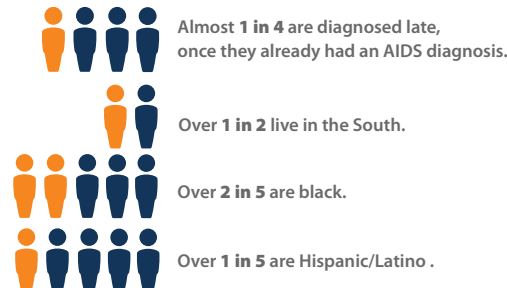 Almost 1 in 4 are diagnosed late,
once they already had an AIDS diagnosis.
Over 1 in 2 live in the South.
Over 2 in 5 are black.
Over 1 in 5 are Hispanic/Latino .